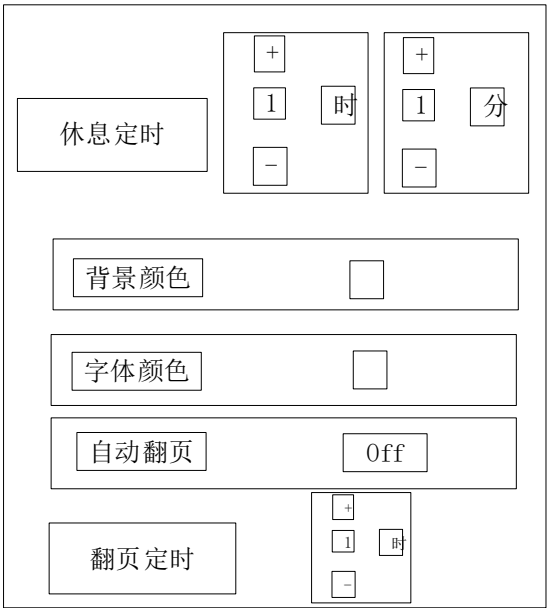 + +
休息定时 1 时 1 分
- -
背景颜色
字体颜色
自动翻页 Off
+
翻页定时 1 时
-